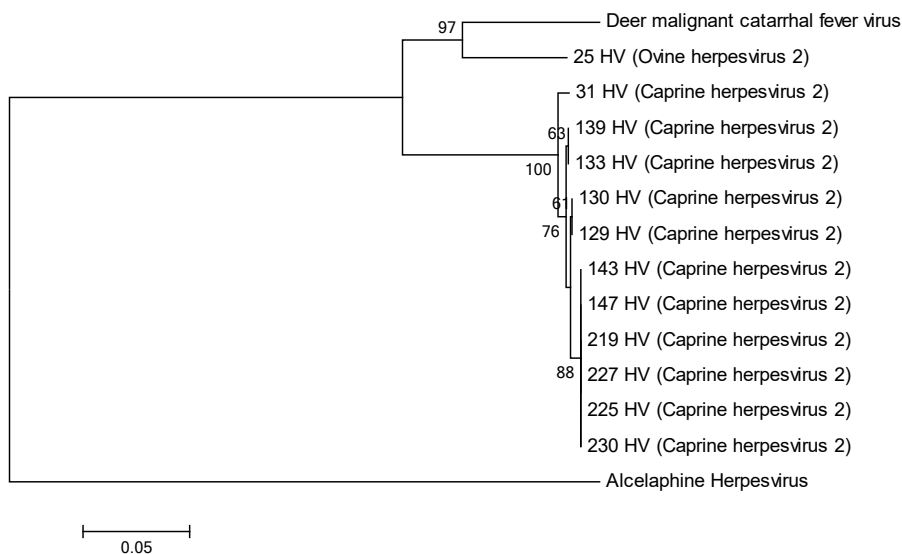 Deer malignant catarrhal fever virus
97
25 HV (Ovine herpesvirus 2)
31 HV (Caprine herpesvirus 2)
139 HV (Caprine herpesvirus 2)
63
133 HV (Caprine herpesvirus 2)
100
130 HV (Caprine herpesvirus 2)
61
129 HV (Caprine herpesvirus 2)
76
143 HV (Caprine herpesvirus 2)
147 HV (Caprine herpesvirus 2)
219 HV (Caprine herpesvirus 2)
227 HV (Caprine herpesvirus 2)
88
225 HV (Caprine herpesvirus 2)
230 HV (Caprine herpesvirus 2)
Alcelaphine Herpesvirus
0.05